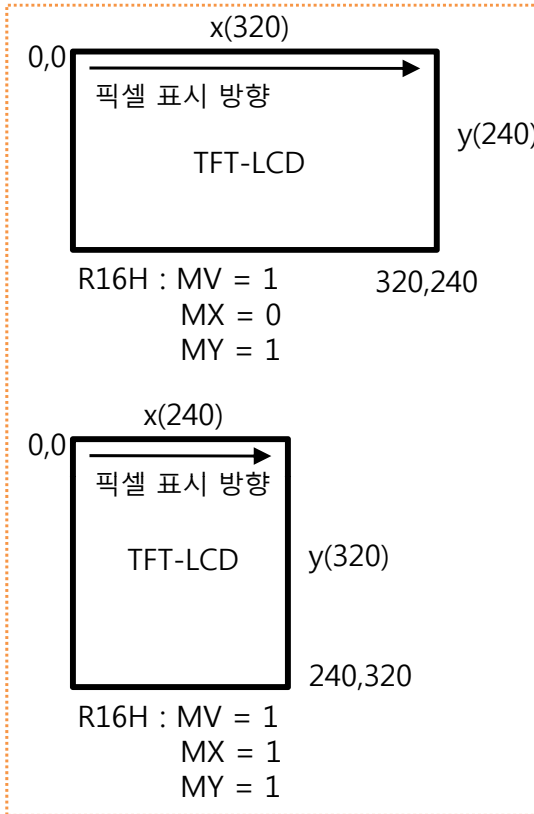 x(320)
0,0
픽셀 표시 방향
y(240)
TFT-LCD
R16H : MV = 1
320,240
MX = 0
MY = 1
x(240)
0,0
픽셀 표시 방향
TFT-LCD
y(320)
240,320
R16H : MV = 1
MX = 1
MY = 1